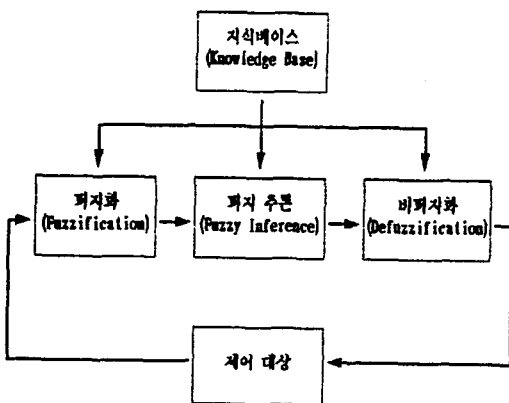 지식베이스
(Knowledge Base)
퍼지화
(Fuzzification)
퍼지 추론
(Fuzzy Inference)
비퍼지화
(Defuzzification)
제어 대상